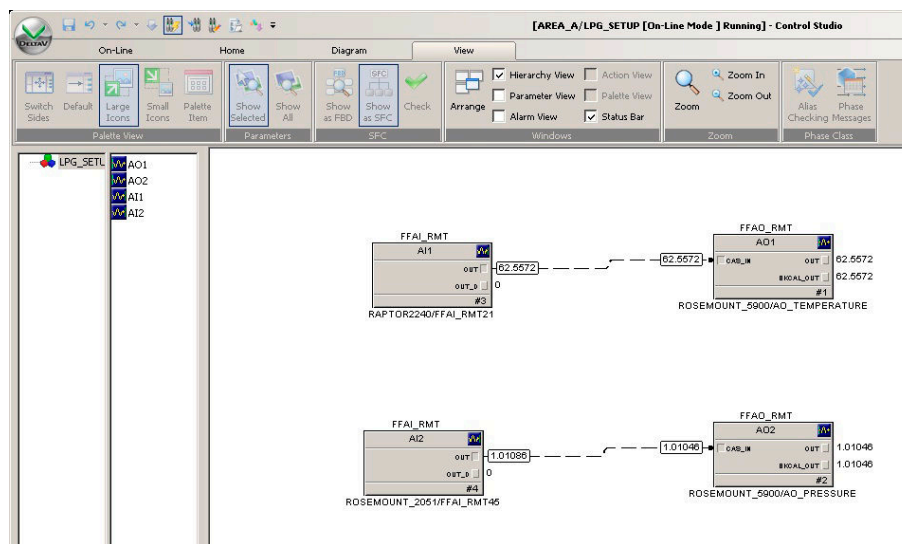 [AREA_A/LPG_SETUP [On-Line Mode ] Running] - Control Studio
DELTAV
On-Line Home Diagram View
Switch Sides Default Large Icons Small Icons Palette Item
Palette View
Show Selected Show All
Parameters
Show as FBD Show as SFC Check
SFC
Arrange
Hierarchy View Action View
Parameter View Palette View
Alarm View Status Bar
Windows
Zoom Zoom In
Zoom Out
Zoom
Alias Checking Phase Messages
Phase Class
LPG_SETU
AO1
AO2
AI1
AI2
FFAI_RMT
AI1
OUT 62.5572
OUT_D 0
#3
RAPTOR2240/FFAI_RMT21
FFAO_RMT
AO1
62.5572 CAS_IN OUT 62.5572
BKCAL_OUT 62.5572
#1
ROSEMOUNT_5900/AO_TEMPERATURE
FFAI_RMT
AI2
OUT 1.01086
OUT_D 0
#4
ROSEMOUNT_2051/FFAI_RMT45
FFAO_RMT
AO2
1.01046 CAS_IN OUT 1.01046
BKCAL_OUT 1.01046
#2
ROSEMOUNT_5900/AO_PRESSURE